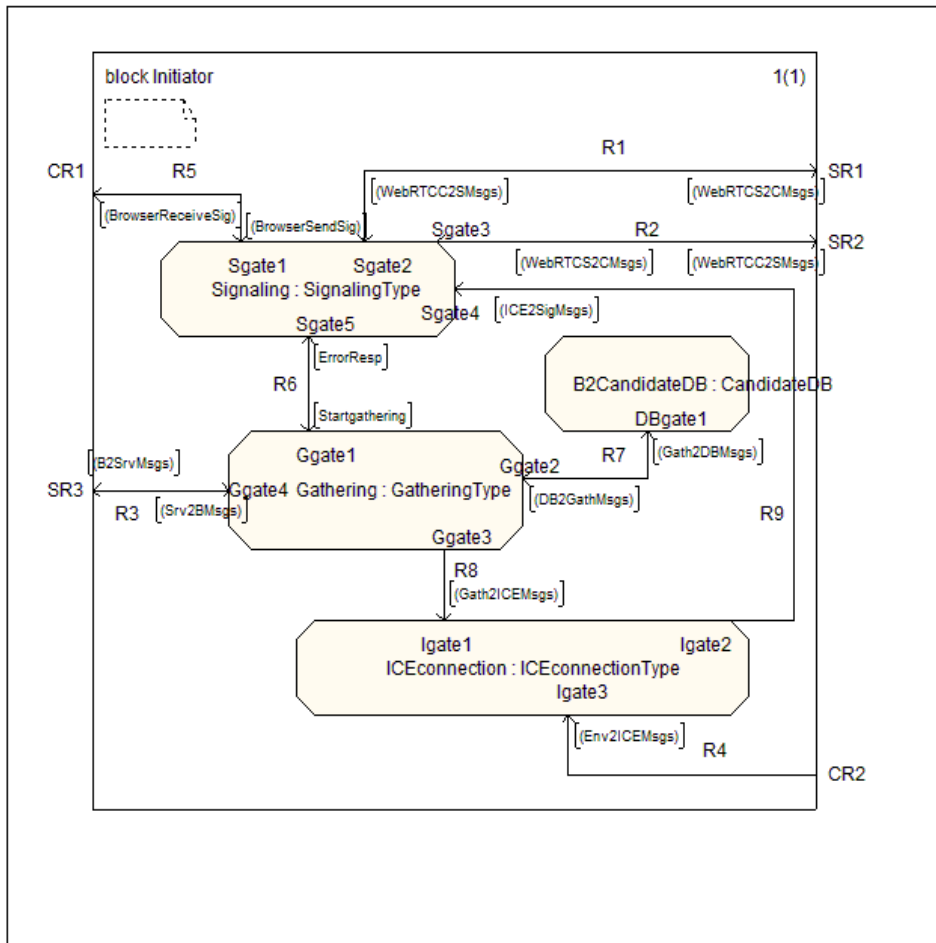 block Initiator 1(1)
R1
CR1 R5 SR1
[(WebRTCC2SMsgs)] [(WebRTCS2CMsgs)]
[(BrowserReceiveSig)] [(BrowserSendSig)]
Sgate3 R2 SR2
Sgate1 Sgate2 [(WebRTCS2CMsgs)] [(WebRTCC2SMsgs)]
Signaling : SignalingType
Sgate4 [(ICE2SigMsgs)]
Sgate5
[ErrorResp]
R6 B2CandidateDB : CandidateDB
[Startgathering] DBgate1
[(B2SrvMsgs)] Ggate1 Ggate2 R7 [(Gath2DBMsgs)]
SR3 Ggate4 Gathering : GatheringType [(DB2GathMsgs)]
R3 [(Srv2BMsgs)] R9
Ggate3
R8
[(Gath2ICEMsgs)]
Igate1 Igate2
ICEconnection : ICEconnectionType
Igate3
[(Env2ICEMsgs)] R4
CR2